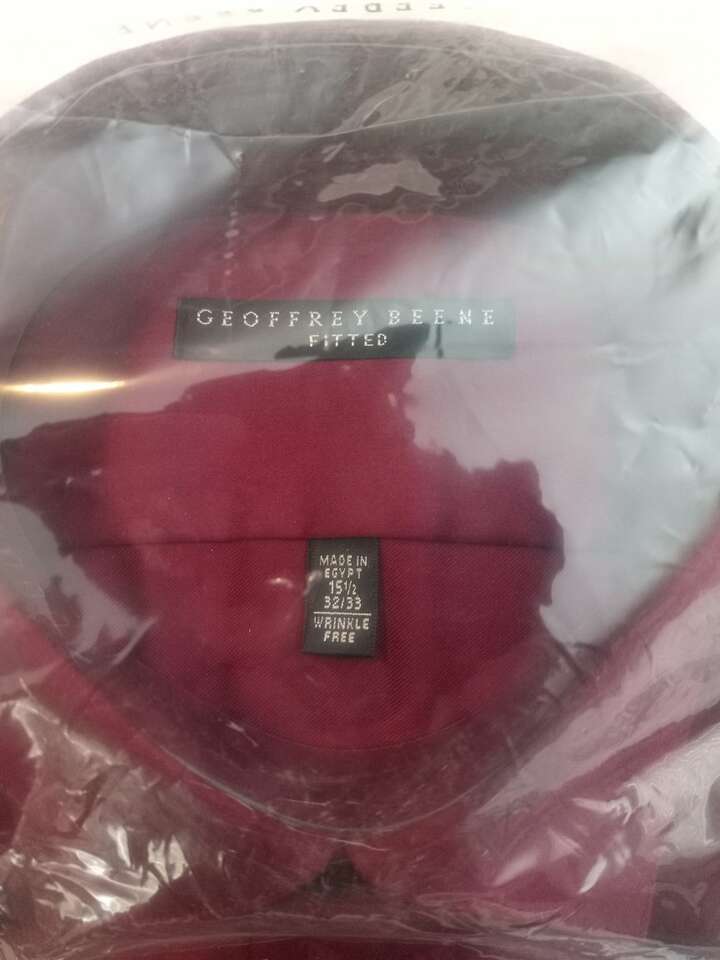 GEOFFREY BEENE
FITTED
MADE IN
EGYPT
15½
32/33
WRINKLE
FREE